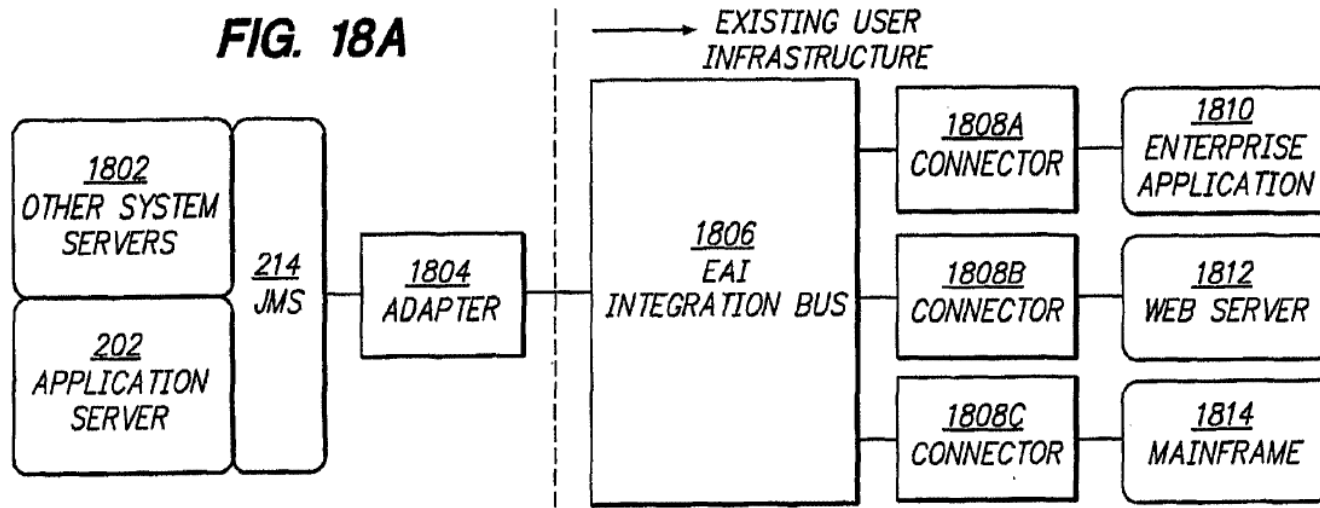 FIG. 18A
EXISTING USER
INFRASTRUCTURE
1802
OTHER SYSTEM
SERVERS
202
APPLICATION
SERVER
214
JMS
1804
ADAPTER
1806
EAI
INTEGRATION BUS
1808A
CONNECTOR
1810
ENTERPRISE
APPLICATION
1808B
CONNECTOR
1812
WEB SERVER
1808C
CONNECTOR
1814
MAINFRAME